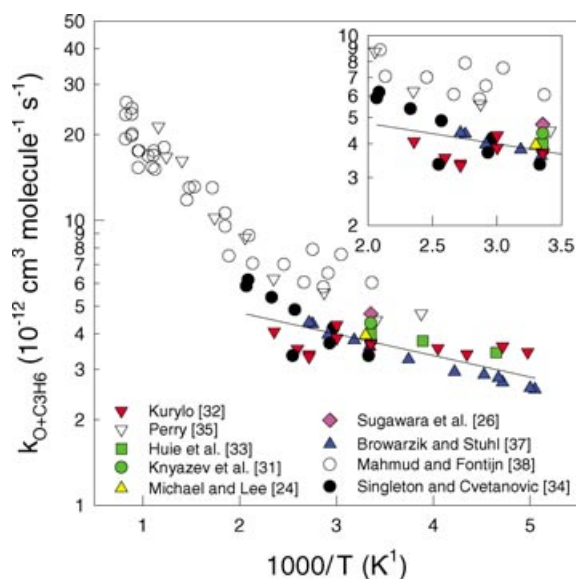 50
40
30
20
10
9
8
7
6
5
4
3
2
1
k_O+C3H6 (10^-12 cm^3 molecule^-1 s^-1)
10
9
8
7
6
5
4
3
2
2.0
2.5
3.0
3.5
Kurylo [32]
Perry [35]
Huie et al. [33]
Knyazev et al. [31]
Michael and Lee [24]
Sugawara et al. [26]
Browarzik and Stuhl [37]
Mahmud and Fontijn [38]
Singleton and Cvetanovic [34]
1
2
3
4
5
1000/T (K^1)